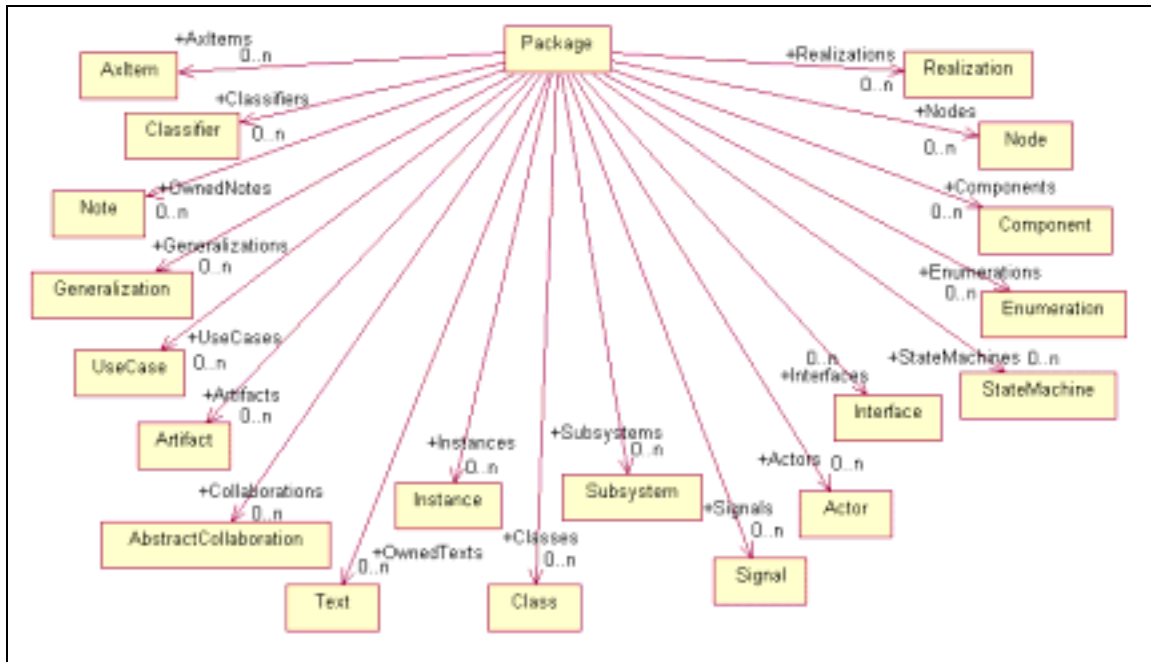 Package
+AxItems
0..n
AxItem
+Realizations
0..n
Realization
+Classifiers
0..n
Classifier
+Nodes
0..n
Node
+OwnedNotes
0..n
Note
+Components
0..n
Component
+Generalizations
0..n
Generalization
+Enumerations
0..n
Enumeration
+UseCases
0..n
UseCase
+StateMachines 0..n
StateMachine
0..n
+Interfaces
Interface
+Artifacts
0..n
Artifact
+Instances
0..n
Instance
+Subsystems
0..n
Subsystem
+Actors 0..n
Actor
+Collaborations
0..n
AbstractCollaboration
+Signals
0..n
Signal
+OwnedTexts
0..n
Text
+Classes
0..n
Class